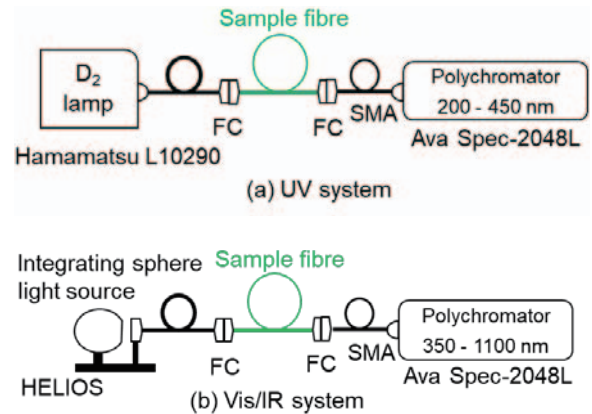 Sample fibre
D2
lamp
FC
FC
SMA
Polychromator
200 - 450 nm
Hamamatsu L10290
Ava Spec-2048L
(a) UV system
Integrating sphere
light source
Sample fibre
FC
FC
SMA
Polychromator
350 - 1100 nm
HELIOS
Ava Spec-2048L
(b) Vis/IR system